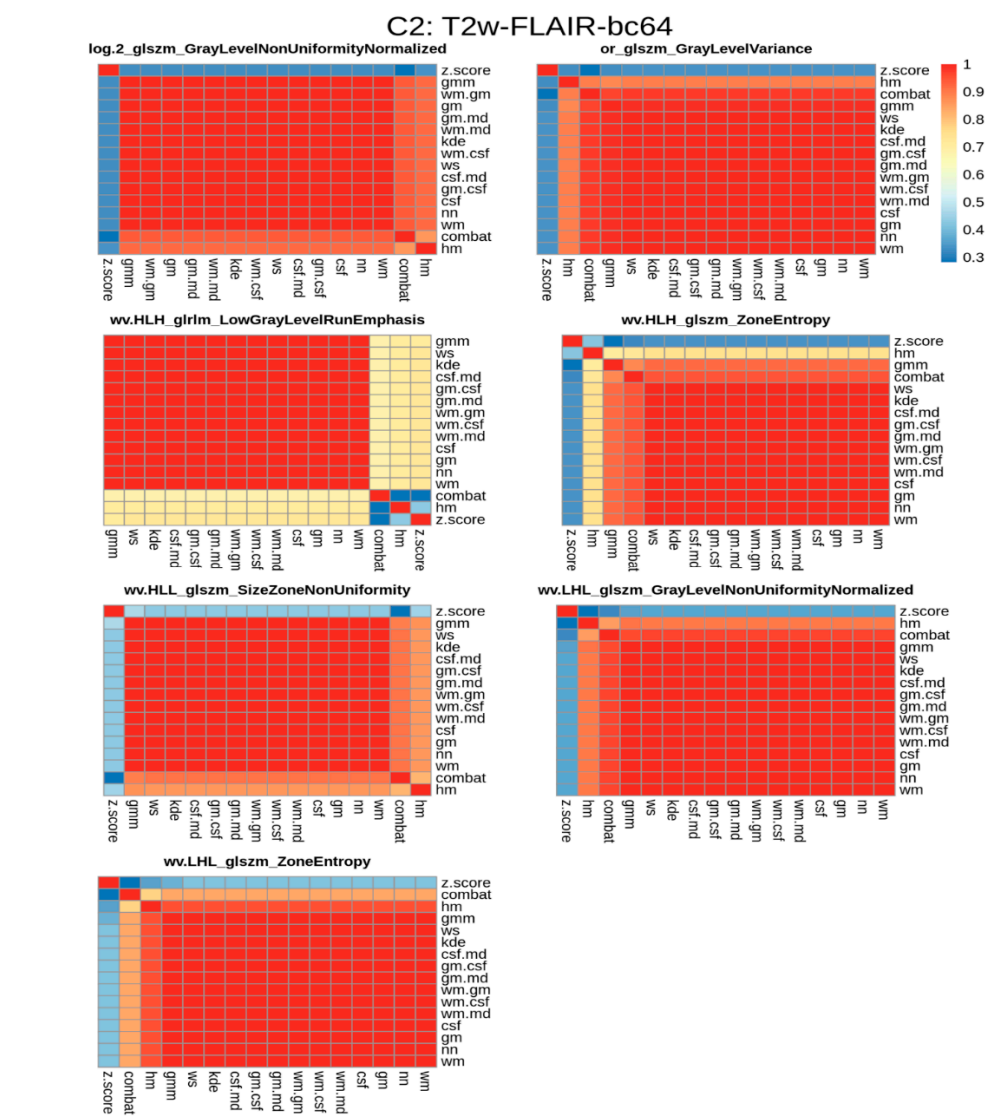 C2: T2w-FLAIR-bc64
log.2_glszm_GrayLevelNonUniformityNormalized
z.score
gmm
wm.gm
gm
gm.md
wm.md
kde
wm.csf
ws
csf.md
gm.csf
csf
nn
wm
combat
hm
z.score gmm wm.gm gm gm.md wm.md kde wm.csf ws csf.md gm.csf csf nn wm combat hm
or_glszm_GrayLevelVariance
z.score
hm
combat
gmm
ws
kde
csf.md
gm.csf
gm.md
wm.gm
wm.csf
wm.md
csf
gm
nn
wm
z.score hm combat gmm ws kde csf.md gm.csf gm.md wm.gm wm.csf wm.md csf gm nn wm
1
0.9
0.8
0.7
0.6
0.5
0.4
0.3
wv.HLH_glrlm_LowGrayLevelRunEmphasis
gmm
ws
kde
csf.md
gm.csf
gm.md
wm.gm
wm.csf
wm.md
csf
gm
nn
wm
combat
hm
z.score
gmm ws kde csf.md gm.csf gm.md wm.gm wm.csf wm.md csf gm nn wm combat hm z.score
wv.HLH_glszm_ZoneEntropy
z.score
hm
gmm
combat
ws
kde
csf.md
gm.csf
gm.md
wm.gm
wm.csf
wm.md
csf
gm
nn
wm
z.score hm gmm combat ws kde csf.md gm.csf gm.md wm.gm wm.csf wm.md csf gm nn wm
wv.HLL_glszm_SizeZoneNonUniformity
z.score
gmm
ws
kde
csf.md
gm.csf
gm.md
wm.gm
wm.csf
wm.md
csf
gm
nn
wm
combat
hm
z.score gmm ws kde csf.md gm.csf gm.md wm.gm wm.csf wm.md csf gm nn wm combat hm
wv.LHL_glszm_GrayLevelNonUniformityNormalized
z.score
hm
combat
gmm
ws
kde
csf.md
gm.csf
gm.md
wm.gm
wm.csf
wm.md
csf
gm
nn
wm
z.score hm combat gmm ws kde csf.md gm.csf gm.md wm.gm wm.csf wm.md csf gm nn wm
wv.LHL_glszm_ZoneEntropy
z.score
combat
hm
gmm
ws
kde
csf.md
gm.csf
gm.md
wm.gm
wm.csf
wm.md
csf
gm
nn
wm
z.score combat hm gmm ws kde csf.md gm.csf gm.md wm.gm wm.csf wm.md csf gm nn wm